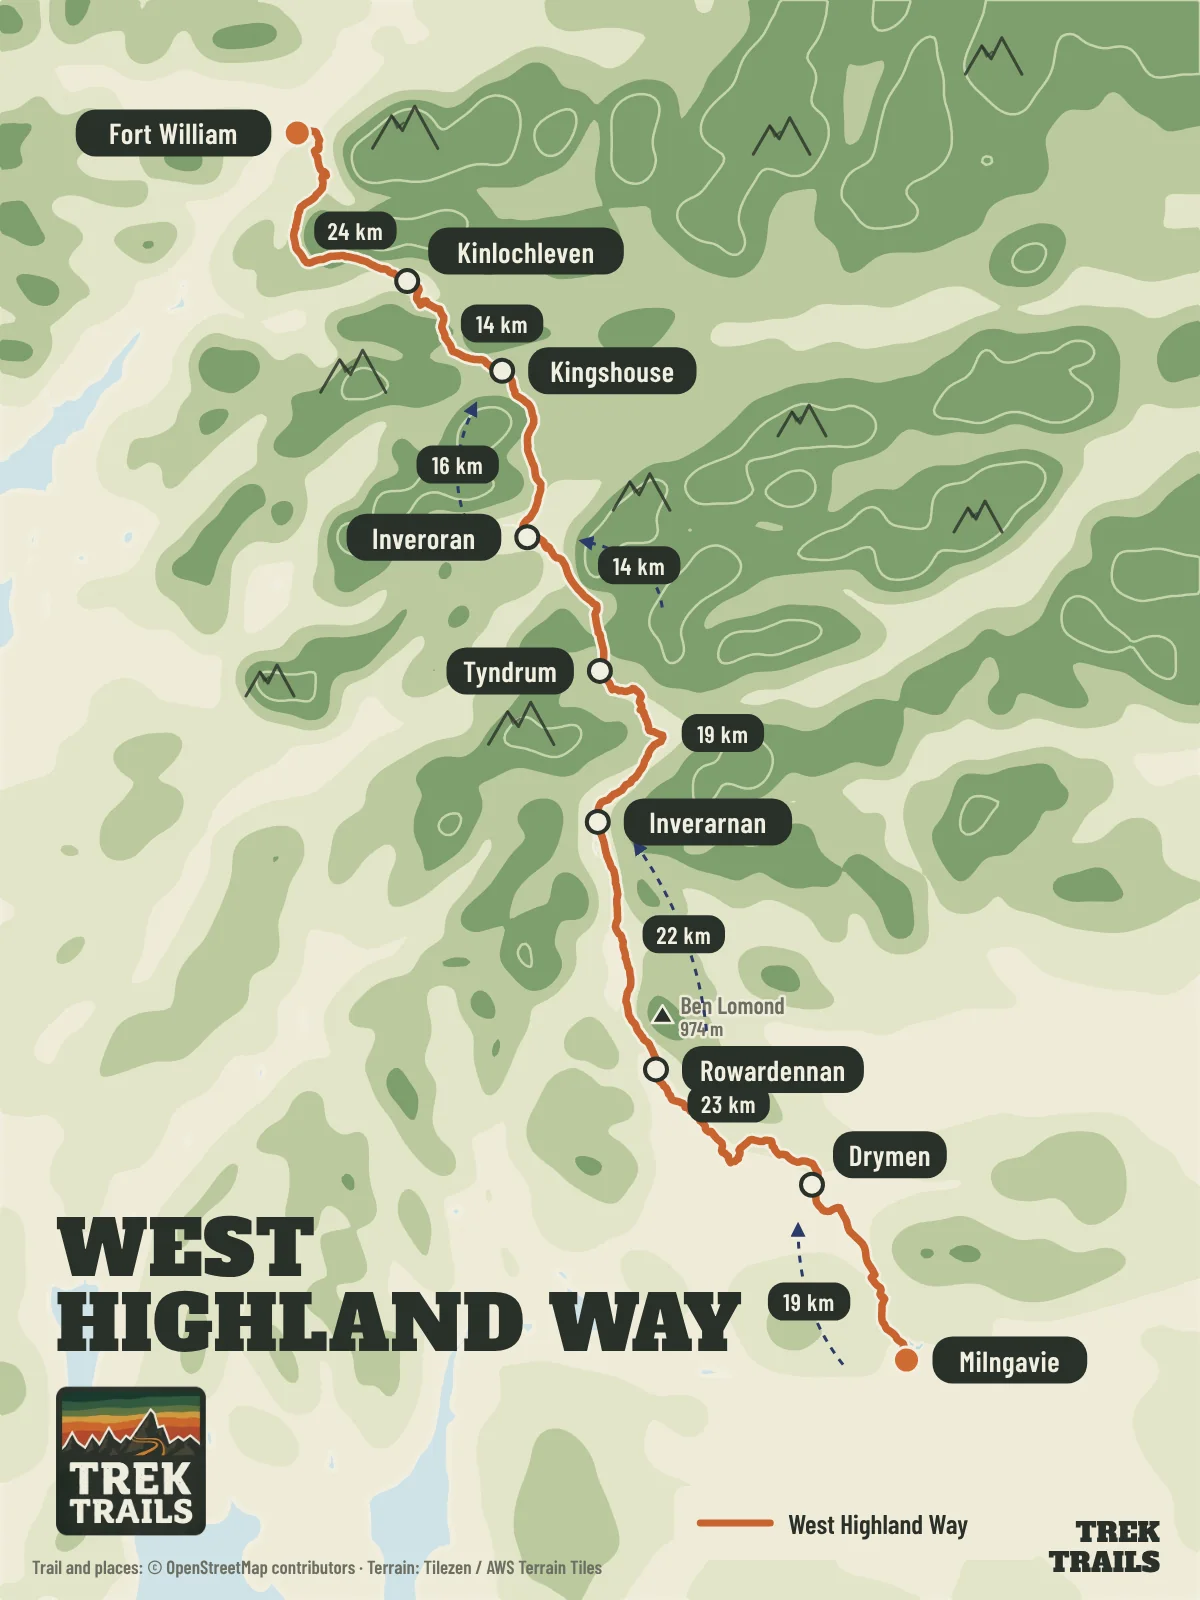 Fort William
24 km
Kinlochleven
14 km
Kingshouse
16 km
Inveroran
14 km
Tyndrum
19 km
Inverarnan
22 km
Ben Lomond
974 m
Rowardennan
23 km
Drymen
19 km
Milngavie
WEST
HIGHLAND WAY
TREK
TRAILS
West Highland Way
TREK
TRAILS
Trail and places: © OpenStreetMap contributors · Terrain: Tilezen / AWS Terrain Tiles